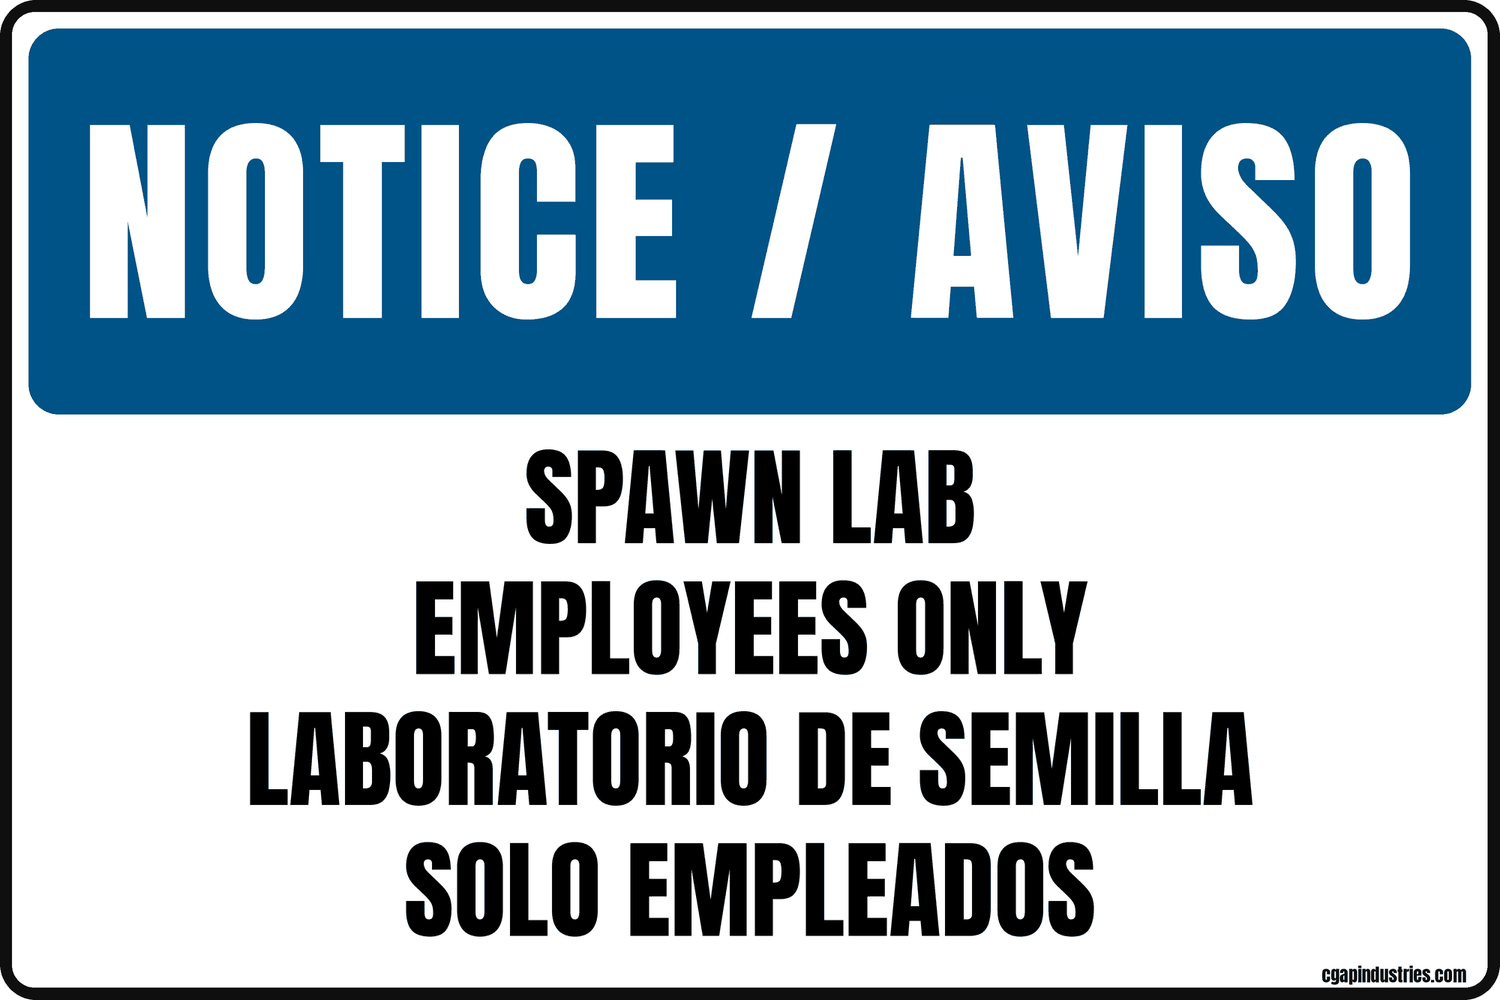 NOTICE / AVISO
SPAWN LAB
EMPLOYEES ONLY
LABORATORIO DE SEMILLA
SOLO EMPLEADOS
cgapindustries.com